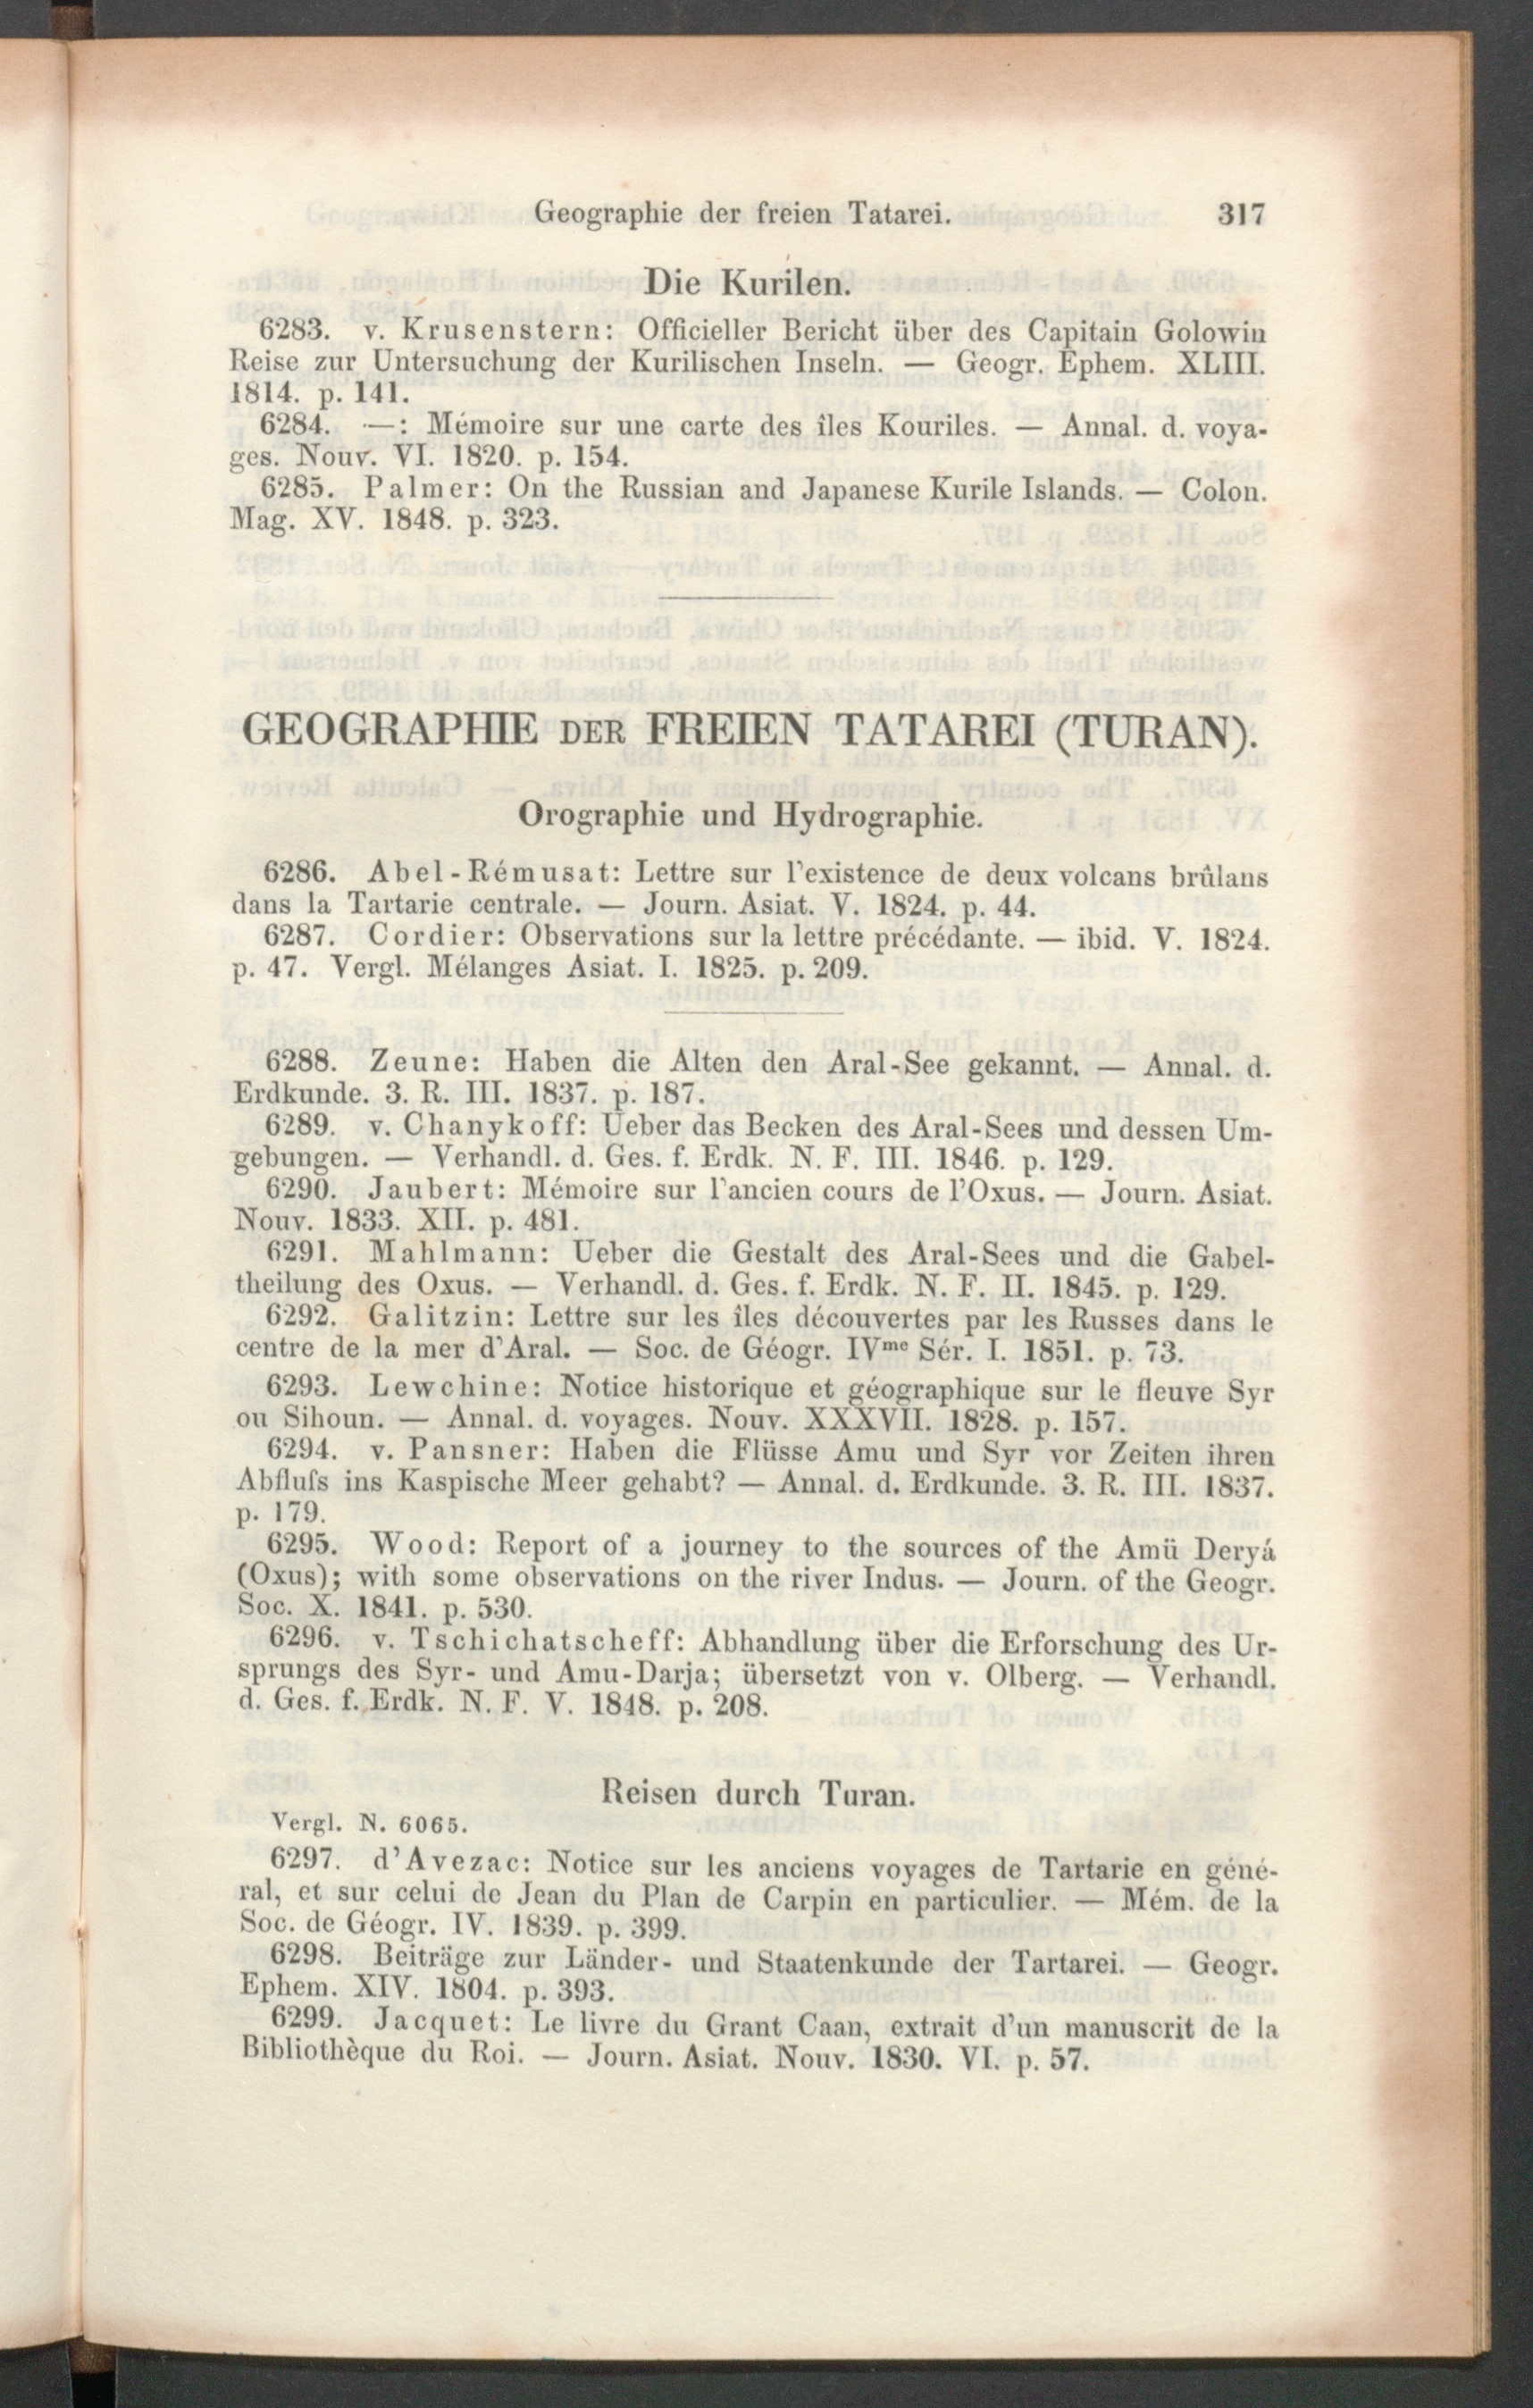 Geographie der freien Tatarei. 317
Die Kurilen.
6283. v. Krusenstern: Officieller Bericht über des Capitain Golowin
Reise zur Untersuchung der Kurilischen Inseln. — Geogr. Ephem. XLIII.
1814. p. 141.
6284. —: Mémoire sur une carte des îles Kouriles. — Annal. d. voya-
ges. Nouv. VI. 1820. p. 154.
6285. Palmer: On the Russian and Japanese Kurile Islands. — Colon.
Mag. XV. 1848. p. 323.
GEOGRAPHIE DER FREIEN TATAREI (TURAN).
Orographie und Hydrographie.
6286. Abel-Rémusat: Lettre sur l'existence de deux volcans brûlans
dans la Tartarie centrale. — Journ. Asiat. V. 1824. p. 44.
6287. Cordier: Observations sur la lettre précédante. — ibid. V. 1824.
p. 47. Vergl. Mélanges Asiat. I. 1825. p. 209.
6288. Zeune: Haben die Alten den Aral-See gekannt. — Annal. d.
Erdkunde. 3. R. III. 1837. p. 187.
6289. v. Chanykoff: Ueber das Becken des Aral-Sees und dessen Um-
gebungen. — Verhandl. d. Ges. f. Erdk. N. F. III. 1846. p. 129.
6290. Jaubert: Mémoire sur l'ancien cours de l'Oxus. — Journ. Asiat.
Nouv. 1833. XII. p. 481.
6291. Mahlmann: Ueber die Gestalt des Aral-Sees und die Gabel-
theilung des Oxus. — Verhandl. d. Ges. f. Erdk. N. F. II. 1845. p. 129.
6292. Galitzin: Lettre sur les îles découvertes par les Russes dans le
centre de la mer d'Aral. — Soc. de Géogr. IVme Sér. I. 1851. p. 73.
6293. Lewchine: Notice historique et géographique sur le fleuve Syr
ou Sihoun. — Annal. d. voyages. Nouv. XXXVII. 1828. p. 157.
6294. v. Pansner: Haben die Flüsse Amu und Syr vor Zeiten ihren
Abfluſs ins Kaspische Meer gehabt? — Annal. d. Erdkunde. 3. R. III. 1837.
p. 179.
6295. Wood: Report of a journey to the sources of the Amü Deryá
(Oxus); with some observations on the river Indus. — Journ. of the Geogr.
Soc. X. 1841. p. 530.
6296. v. Tschichatscheff: Abhandlung über die Erforschung des Ur-
sprungs des Syr- und Amu-Darja; übersetzt von v. Olberg. — Verhandl.
d. Ges. f. Erdk. N. F. V. 1848. p. 208.
Reisen durch Turan.
Vergl. N. 6065.
6297. d'Avezac: Notice sur les anciens voyages de Tartarie en géné-
ral, et sur celui de Jean du Plan de Carpin en particulier. — Mém. de la
Soc. de Géogr. IV. 1839. p. 399.
6298. Beiträge zur Länder- und Staatenkunde der Tartarei. — Geogr.
Ephem. XIV. 1804. p. 393.
6299. Jacquet: Le livre du Grant Caan, extrait d'un manuscrit de la
Bibliothèque du Roi. — Journ. Asiat. Nouv. 1830. VI. p. 57.